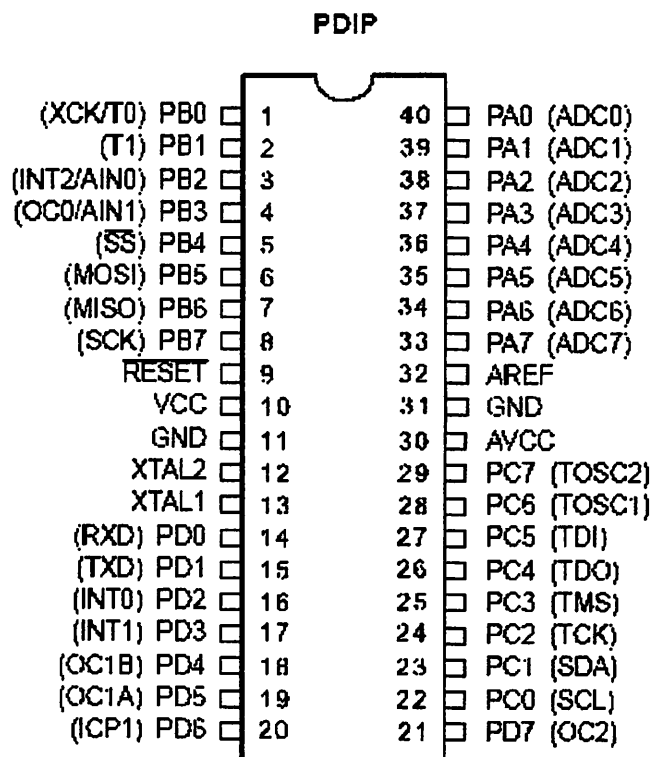 PDIP
(XCK/T0) PB0 1 40 PA0 (ADC0)
(T1) PB1 2 39 PA1 (ADC1)
(INT2/AIN0) PB2 3 38 PA2 (ADC2)
(OC0/AIN1) PB3 4 37 PA3 (ADC3)
(SS) PB4 5 36 PA4 (ADC4)
(MOSI) PB5 6 35 PA5 (ADC5)
(MISO) PB6 7 34 PA6 (ADC6)
(SCK) PB7 8 33 PA7 (ADC7)
RESET 9 32 AREF
VCC 10 31 GND
GND 11 30 AVCC
XTAL2 12 29 PC7 (TOSC2)
XTAL1 13 28 PC6 (TOSC1)
(RXD) PD0 14 27 PC5 (TDI)
(TXD) PD1 15 26 PC4 (TDO)
(INT0) PD2 16 25 PC3 (TMS)
(INT1) PD3 17 24 PC2 (TCK)
(OC1B) PD4 18 23 PC1 (SDA)
(OC1A) PD5 19 22 PC0 (SCL)
(ICP1) PD6 20 21 PD7 (OC2)